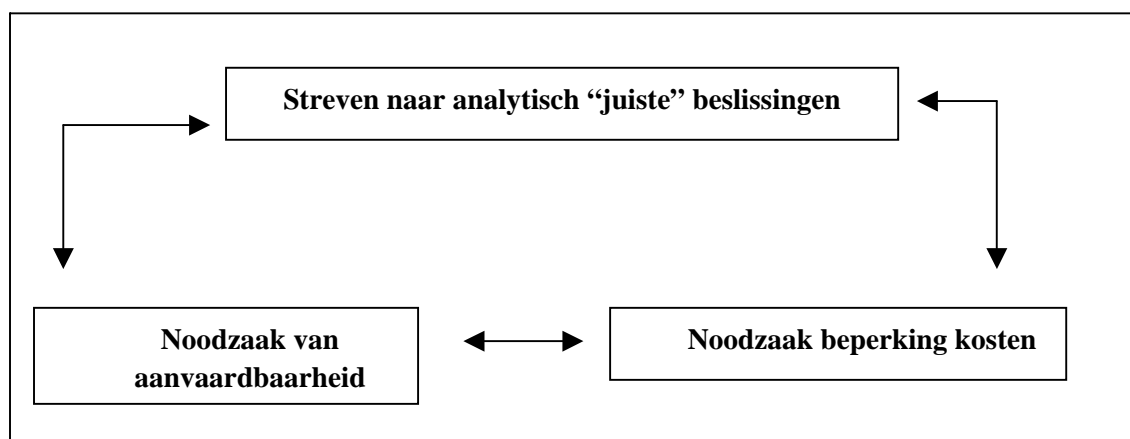 Streven naar analytisch “juiste” beslissingen
Noodzaak van
aanvaardbaarheid
Noodzaak beperking kosten